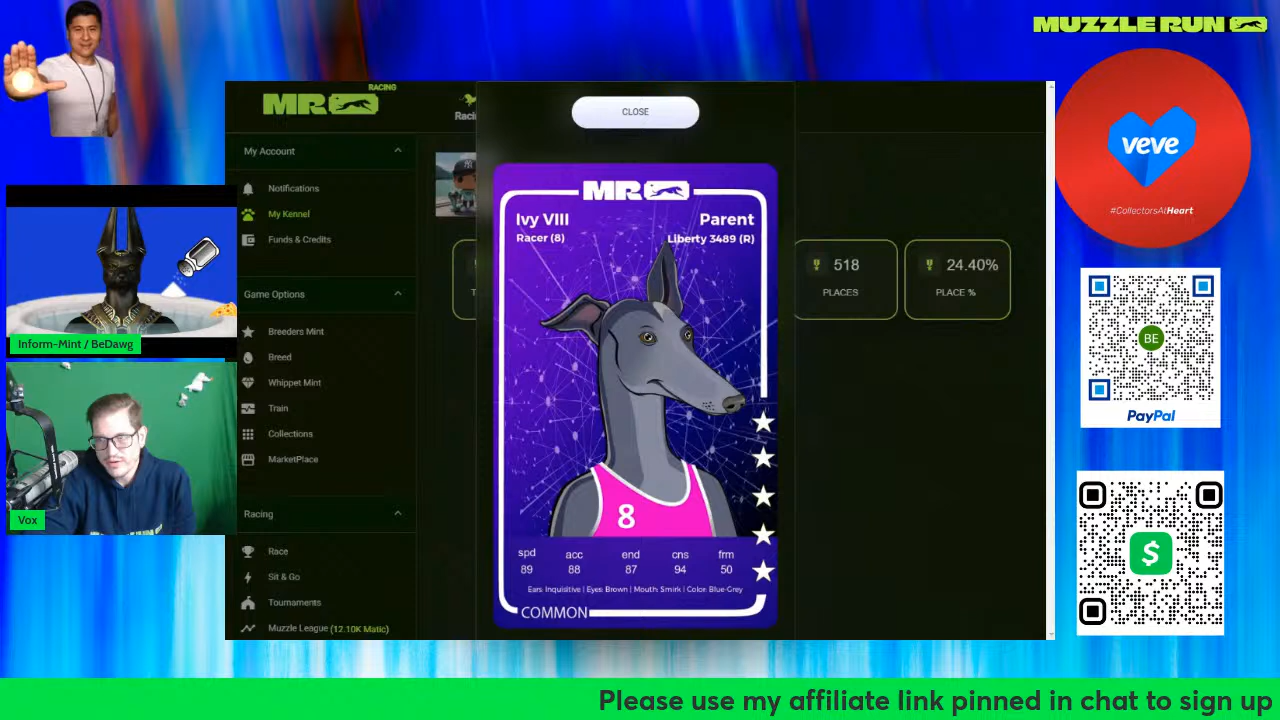 MUZZLE RUN
RACING
MR
Raci
CLOSE
My Account
Notifications
My Kennel
Funds & Credits
Game Options
Breeders Mint
Breed
Whippet Mint
Train
Collections
MarketPlace
Racing
Race
Sit & Go
Tournaments
Muzzle League (12.10K Matic)
MR
Ivy VIII
Parent
Racer (8)
Liberty 3489 (R)
8
spd acc end cns frm
89 88 87 94 50
Ears: Inquisitive | Eyes: Brown | Mouth: Smirk | Color: Blue-Grey
COMMON
518
PLACES
24.40%
PLACE %
Inform-Mint / BeDawg
Vox
veve
#CollectorsAtHeart
BE
PayPal
$
Please use my affiliate link pinned in chat to sign up